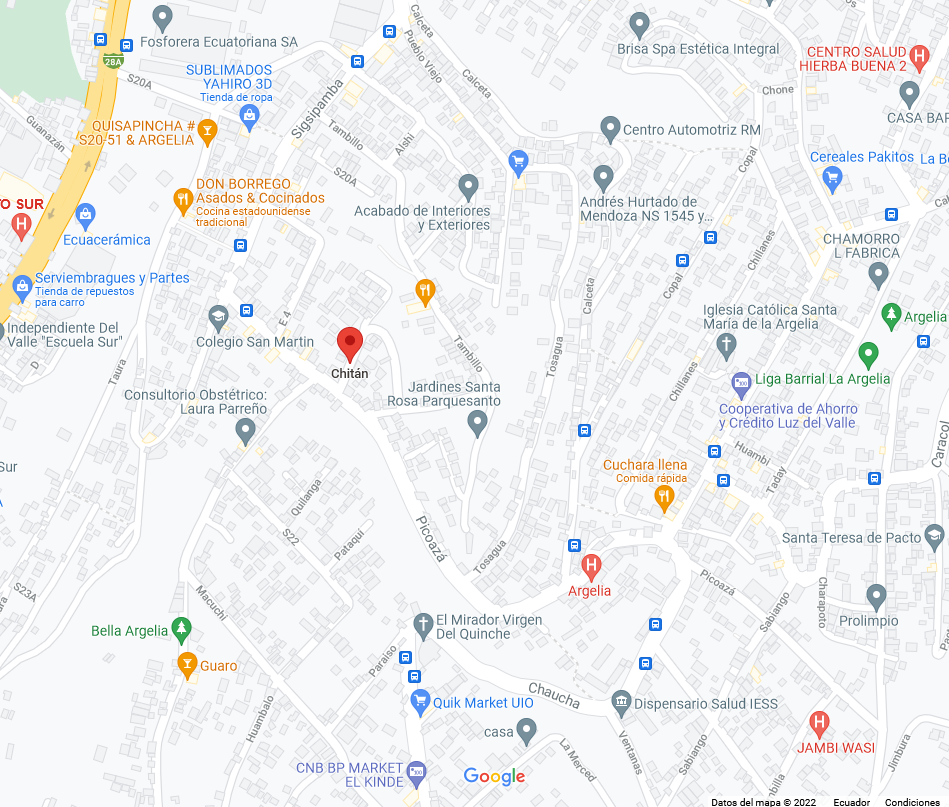 Calceta
Fosforera Ecuatoriana SA
Brisa Spa Estética Integral
CENTRO SALUD
HIERBA BUENA 2
28A
Pueblo Viejo
SUBLIMADOS
YAHIRO 3D
Tienda de ropa
S20A
Calceta
Chone
CASA BAR
Guanazán
Sigsipamba
QUISAPINCHA #
S20-51 & ARGELIA
Tambillo
Alshi
Centro Automotriz RM
Copal
Cereales Pakitos
La Bo
S20A
DON BORREGO
Asados & Cocinados
Cocina estadounidense
tradicional
TO SUR
Acabado de Interiores
y Exteriores
Andrés Hurtado de
Mendoza NS 1545 y...
Ecuacerámica
Chillanes
CHAMORRO
L FABRICA
Serviembragues y Partes
Tienda de repuestos
para carro
Copal
Calceta
E 4
Iglesia Católica Santa
María de la Argelia
Argelia
Independiente Del
Valle "Escuela Sur"
Colegio San Martin
Tambillo
Tosagua
D
Taura
Chitán
Chillanes
Liga Barrial La Argelia
Consultorio Obstétrico:
Laura Parreño
Jardines Santa
Rosa Parquesanto
Cooperativa de Ahorro
y Crédito Luz del Valle
Caracol
Huambi
Sur
Cuchara llena
Comida rápida
Taday
Quilanga
S22
Pataquí
Picoazá
Tosagua
Santa Teresa de Pacto
S23A
Macuchi
Argelia
Picoazá
Sabiango
Charapoto
Prolimpio
Bella Argelia
El Mirador Virgen
Del Quinche
Guaro
Paraiso
Huambalo
Chaucha
Quik Market UIO
Dispensario Salud IESS
casa
Ventanas
Sabiango
JAMBI WASI
Jimbura
La Merced
CNB BP MARKET
EL KINDE
Google
Datos del mapa © 2022
Ecuador
Condiciones